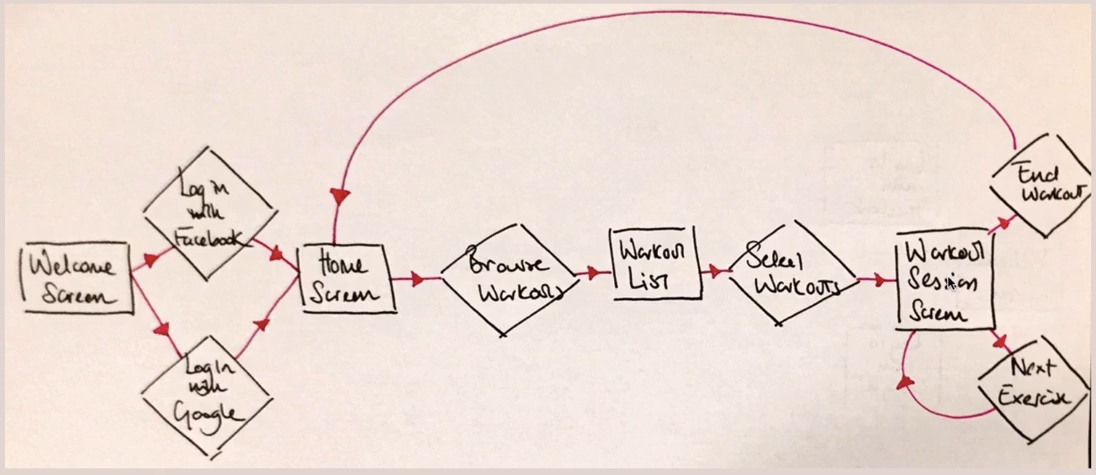 Welcome
Screen
Log in
with
Facebook
Log In
with
Google
Home
Screen
Browse
Workouts
Workout
List
Select
Workouts
Workout
Session
Screen
End
Workout
Next
Exercise